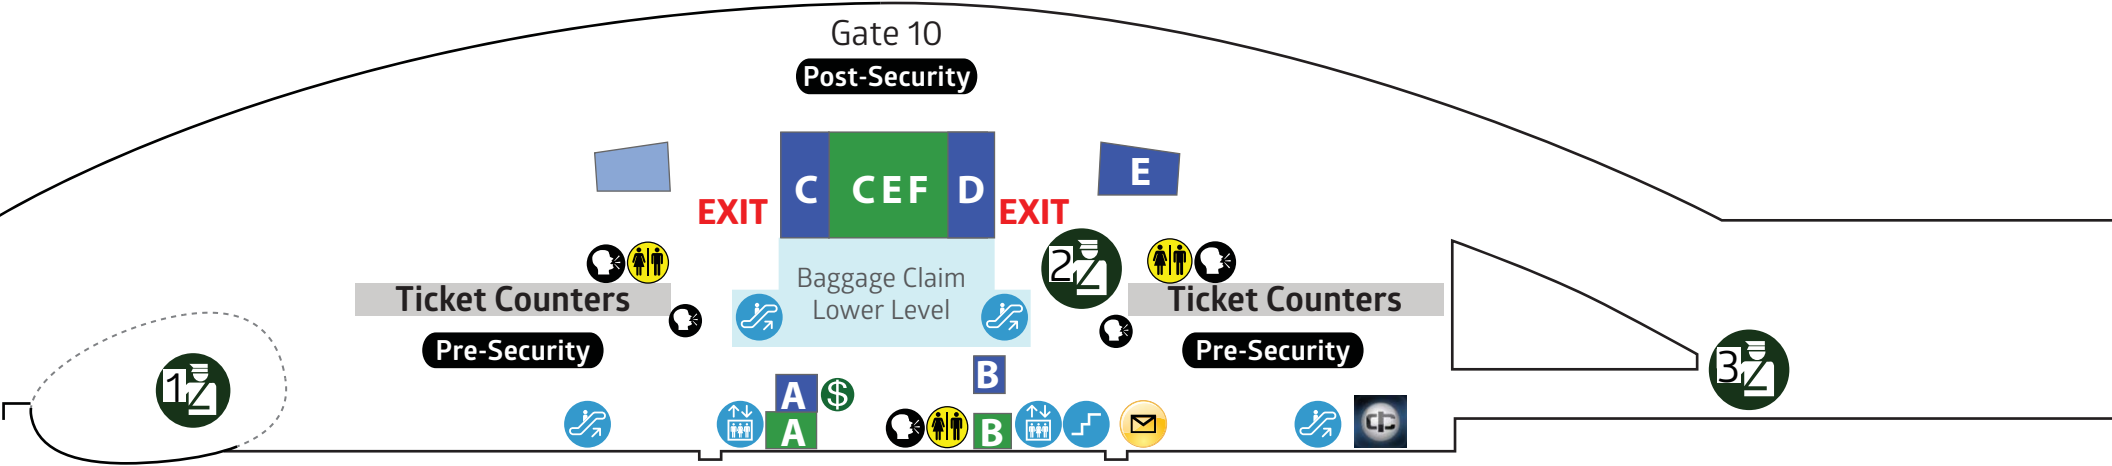 Gate 10
Post-Security
C
C E F
D
E
EXIT
EXIT
2
Baggage Claim
Lower Level
Ticket Counters
Ticket Counters
Pre-Security
Pre-Security
1
3
A
$
B
A
B